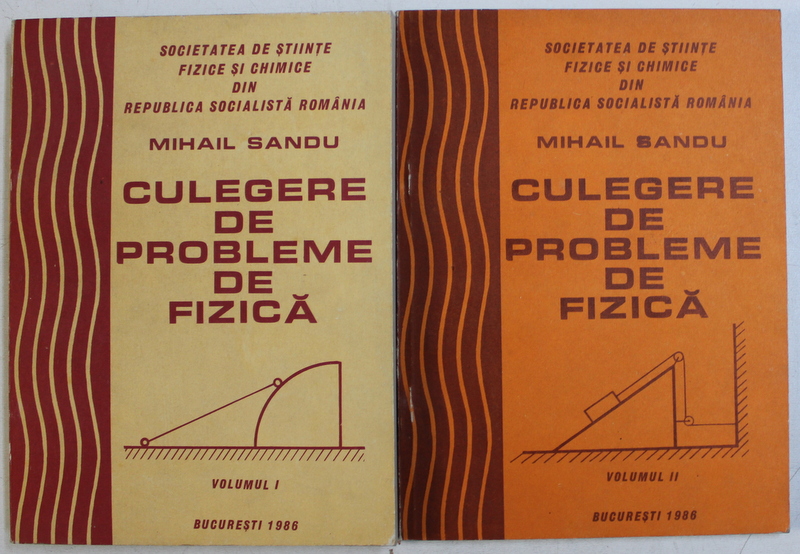 SOCIETATEA DE ȘTIINȚE
FIZICE ȘI CHIMICE
DIN
REPUBLICA SOCIALISTĂ ROMÂNIA
MIHAIL SANDU
CULEGERE
DE
PROBLEME
DE
FIZICĂ
VOLUMUL I
BUCUREȘTI 1986
SOCIETATEA DE ȘTIINȚE
FIZICE ȘI CHIMICE
DIN
REPUBLICA SOCIALISTĂ ROMÂNIA
MIHAIL SANDU
CULEGERE
DE
PROBLEME
DE
FIZICĂ
VOLUMUL II
BUCUREȘTI 1986